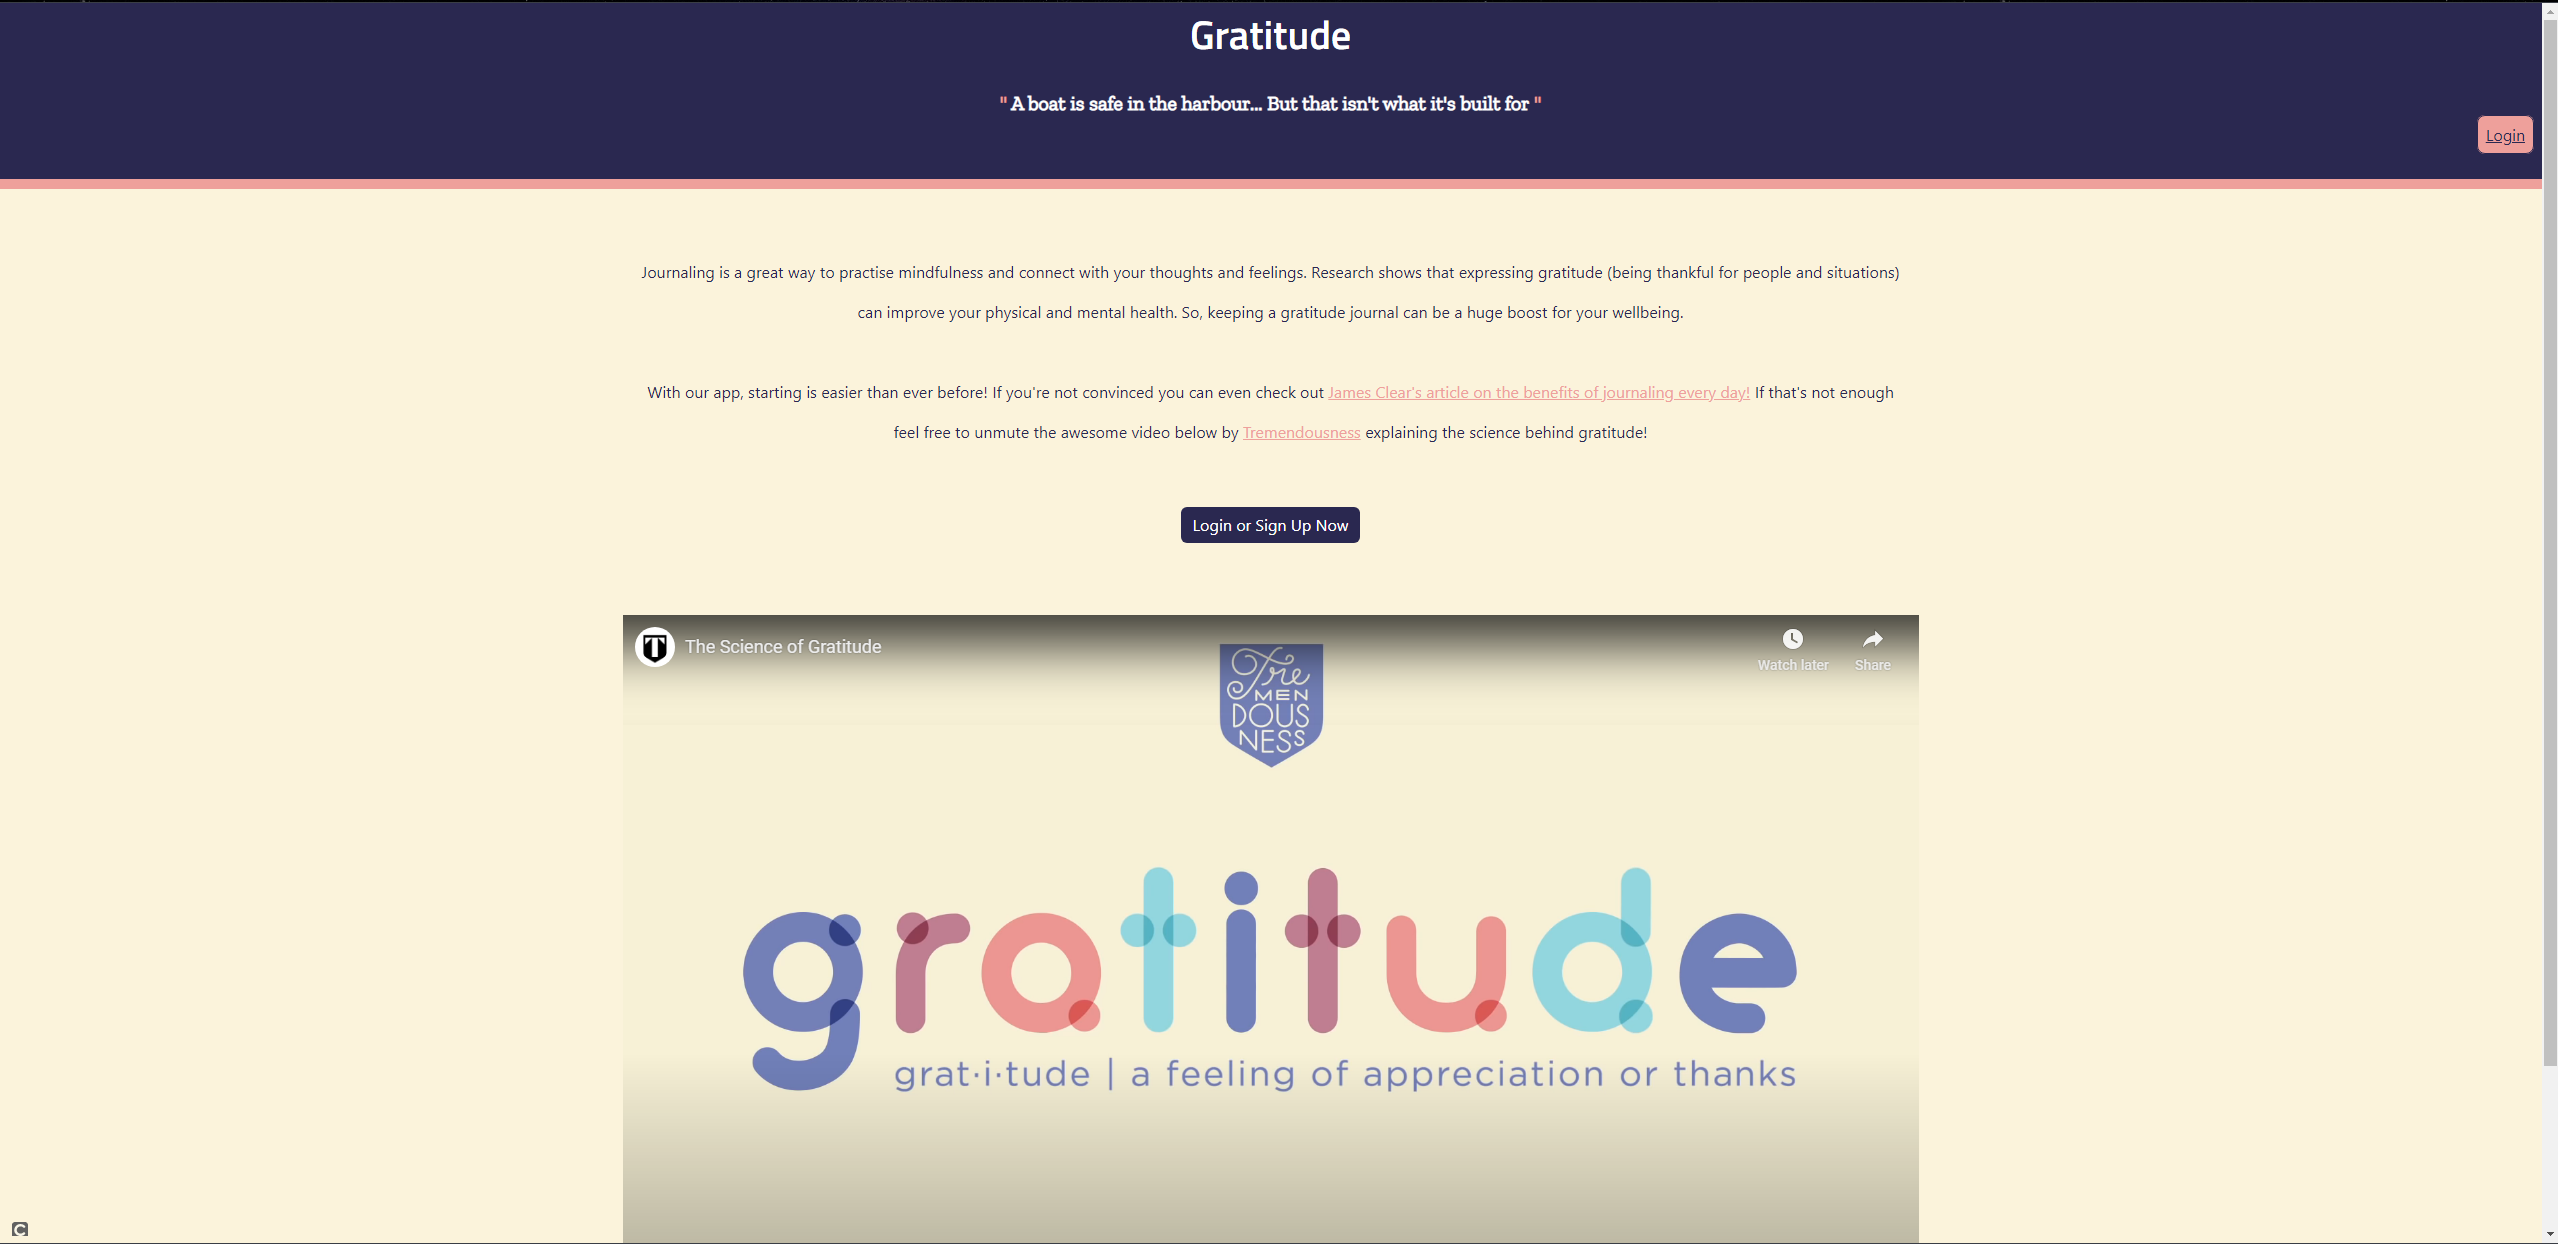 Gratitude
" A boat is safe in the harbour... But that isn't what it's built for "
Login
Journaling is a great way to practise mindfulness and connect with your thoughts and feelings. Research shows that expressing gratitude (being thankful for people and situations)
can improve your physical and mental health. So, keeping a gratitude journal can be a huge boost for your wellbeing.
With our app, starting is easier than ever before! If you're not convinced you can even check out James Clear's article on the benefits of journaling every day! If that's not enough
feel free to unmute the awesome video below by Tremendousness explaining the science behind gratitude!
Login or Sign Up Now
T
The Science of Gratitude
Watch later
Share
Tre
MEN
DOUS
NESS
gratitude
grat·i·tude | a feeling of appreciation or thanks
C